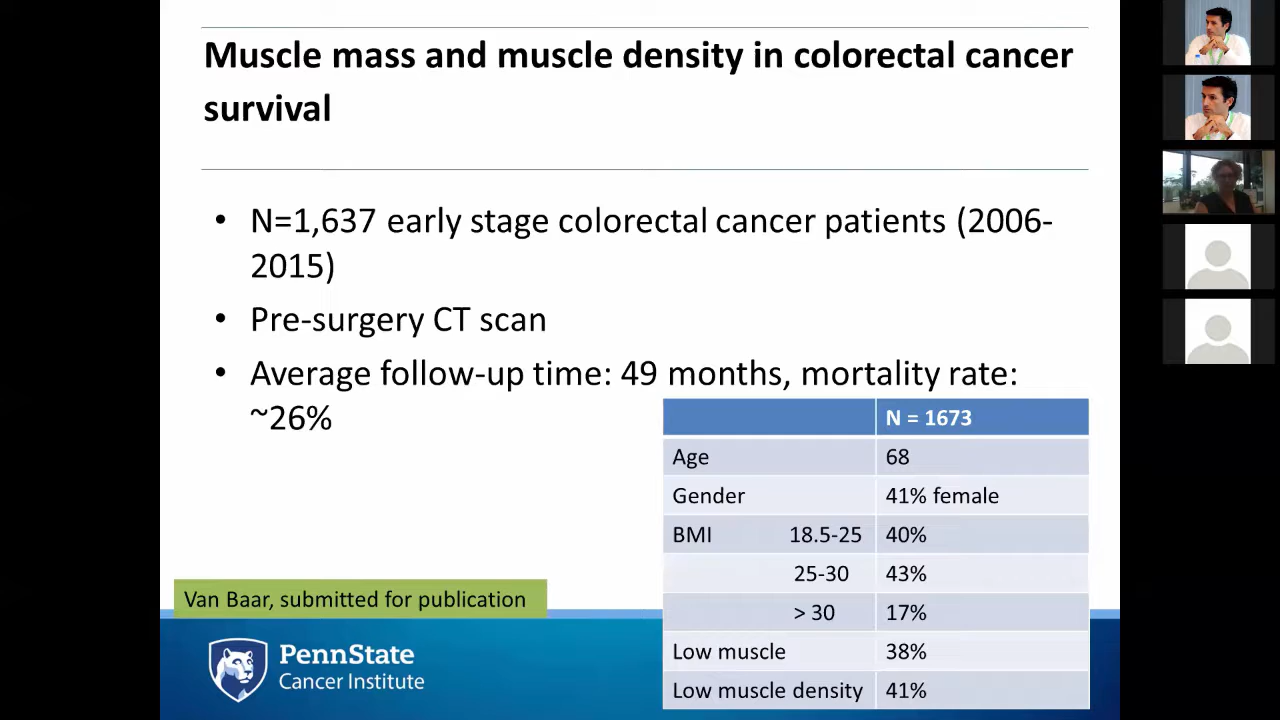 Muscle mass and muscle density in colorectal cancer
survival
• N=1,637 early stage colorectal cancer patients (2006-
2015)
• Pre-surgery CT scan
• Average follow-up time: 49 months, mortality rate:
~26%
N = 1673
Age 68
Gender 41% female
BMI 18.5-25 40%
25-30 43%
> 30 17%
Low muscle 38%
Low muscle density 41%
Van Baar, submitted for publication
PennState
Cancer Institute